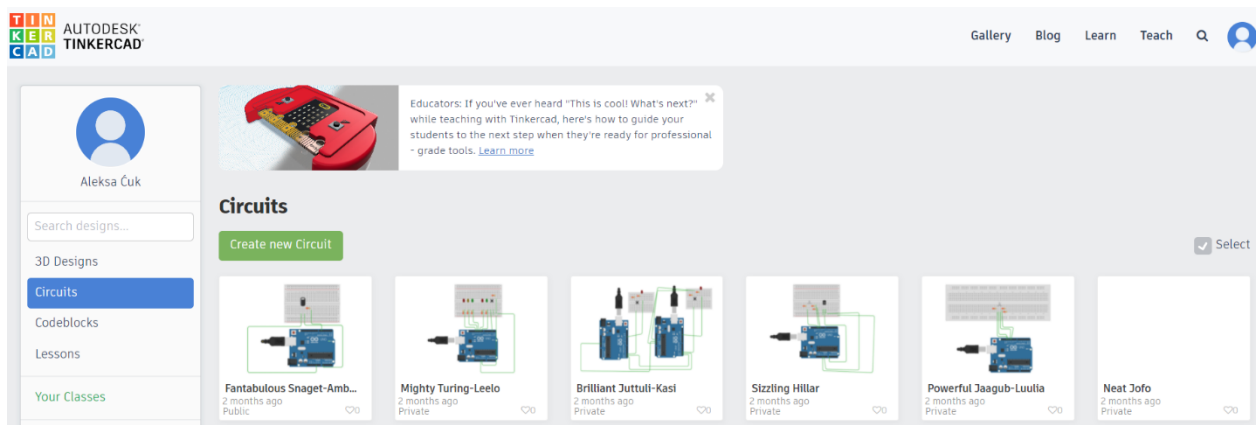 TIN
KER
CAD
AUTODESK®
TINKERCAD®
Gallery Blog Learn Teach
Aleksa Ćuk
Search designs...
3D Designs
Circuits
Codeblocks
Lessons
Your Classes
Educators: If you've ever heard "This is cool! What's next?"
while teaching with Tinkercad, here's how to guide your
students to the next step when they're ready for professional
- grade tools. Learn more
Circuits
Create new Circuit
Select
Fantabulous Snaget-Amb...
2 months ago
Public
0
Mighty Turing-Leelo
2 months ago
Private
0
Brilliant Juttuli-Kasi
2 months ago
Private
0
Sizzling Hillar
2 months ago
Private
0
Powerful Jaagub-Luulia
2 months ago
Private
0
Neat Jofo
2 months ago
Private
0